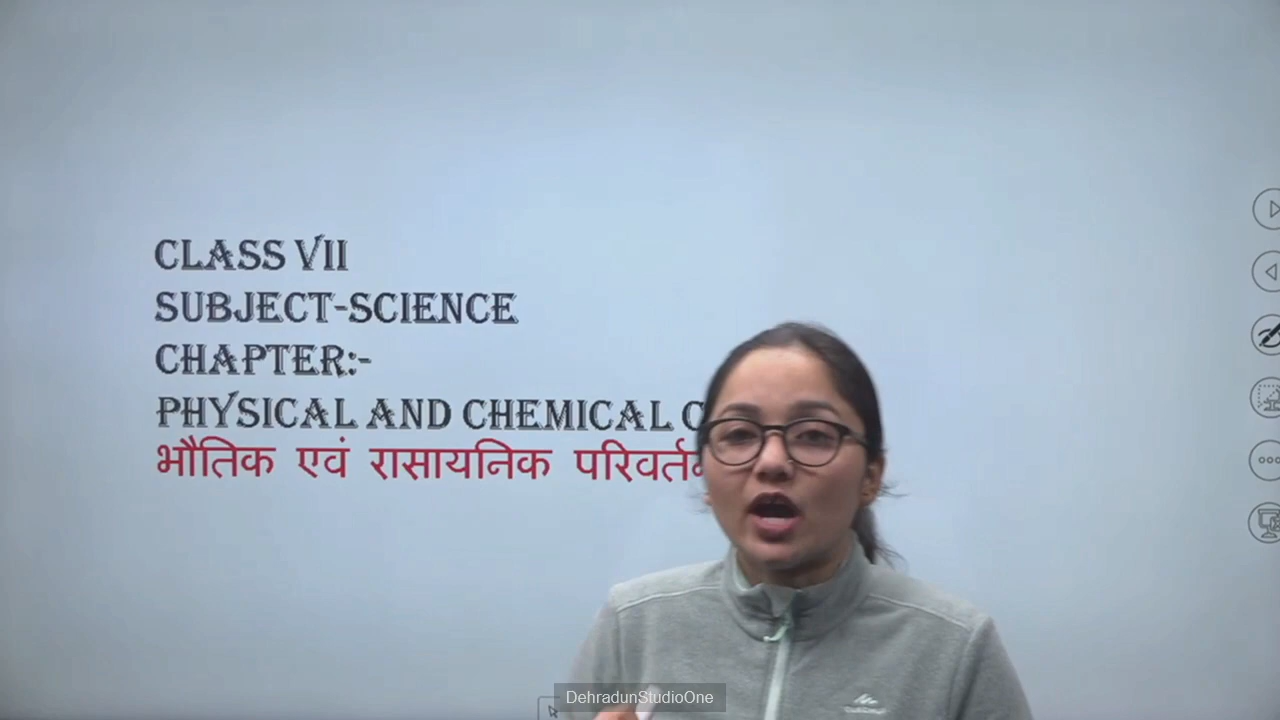 CLASS VII
SUBJECT-SCIENCE
CHAPTER:-
PHYSICAL AND CHEMICAL
भौतिक एवं रासायनिक
DehradunStudioOne